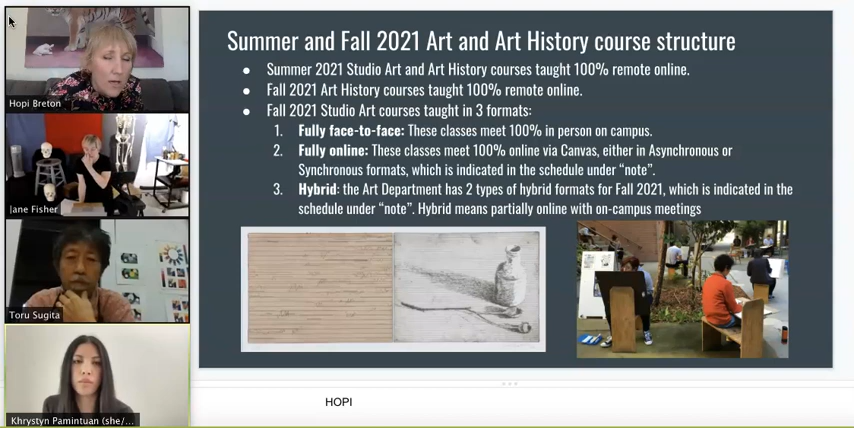 Summer and Fall 2021 Art and Art History course structure
● Summer 2021 Studio Art and Art History courses taught 100% remote online.
● Fall 2021 Art History courses taught 100% remote online.
● Fall 2021 Studio Art courses taught in 3 formats:
1. Fully face-to-face: These classes meet 100% in person on campus.
2. Fully online: These classes meet 100% online via Canvas, either in Asynchronous or
Synchronous formats, which is indicated in the schedule under “note”.
3. Hybrid: the Art Department has 2 types of hybrid formats for Fall 2021, which is indicated in the
schedule under “note”. Hybrid means partially online with on-campus meetings
Hopi Breton
Jane Fisher
Toru Sugita
Khrystyn Pamintuan (she/...
HOPI